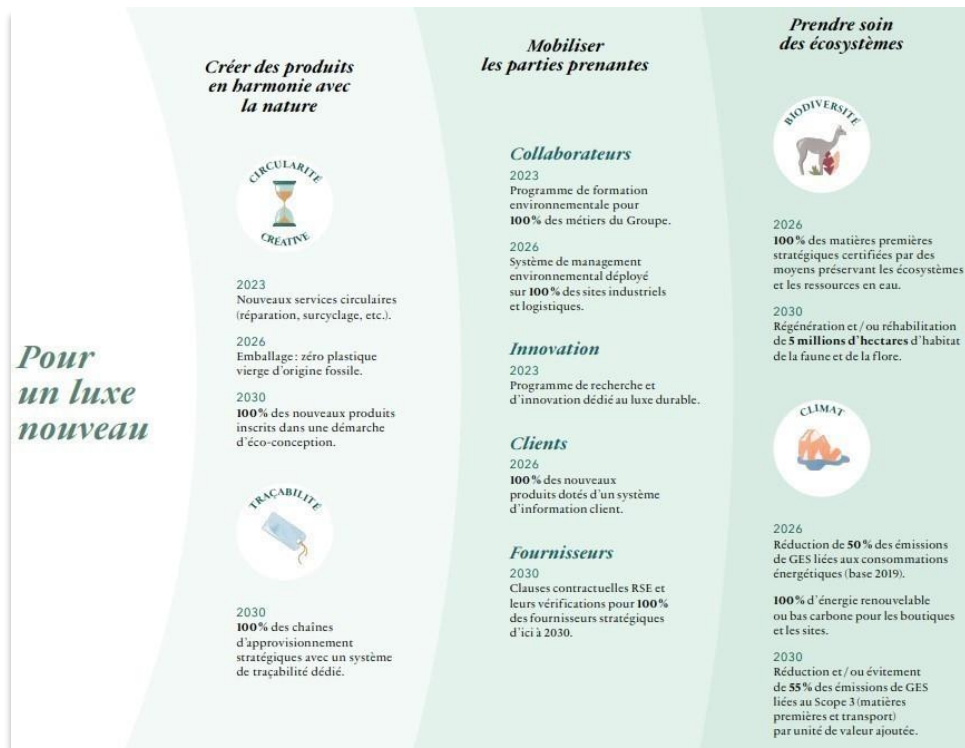 Pour
un luxe
nouveau
Créer des produits
en harmonie avec
la nature
CIRCULARITÉ
CRÉATIVE
2023
Nouveaux services circulaires
(réparation, surcyclage, etc.).
2026
Emballage : zéro plastique
vierge d'origine fossile.
2030
100 % des nouveaux produits
inscrits dans une démarche
d'éco-conception.
TRAÇABILITÉ
2030
100 % des chaînes
d'approvisionnement
stratégiques avec un système
de traçabilité dédié.
Mobiliser
les parties prenantes
Collaborateurs
2023
Programme de formation
environnementale pour
100 % des métiers du Groupe.
2026
Système de management
environnemental déployé
sur 100 % des sites industriels
et logistiques.
Innovation
2023
Programme de recherche et
d'innovation dédié au luxe durable.
Clients
2026
100 % des nouveaux
produits dotés d'un système
d'information client.
Fournisseurs
2030
Clauses contractuelles RSE et
leurs vérifications pour 100 %
des fournisseurs stratégiques
d'ici à 2030.
Prendre soin
des écosystèmes
BIODIVERSITÉ
2026
100 % des matières premières
stratégiques certifiées par des
moyens préservant les écosystèmes
et les ressources en eau.
2030
Régénération et / ou réhabilitation
de 5 millions d'hectares d'habitat
de la faune et de la flore.
CLIMAT
2026
Réduction de 50 % des émissions
de GES liées aux consommations
énergétiques (base 2019).
100 % d'énergie renouvelable
ou bas carbone pour les boutiques
et les sites.
2030
Réduction et / ou évitement
de 55 % des émissions de GES
liées au Scope 3 (matières
premières et transport)
par unité de valeur ajoutée.